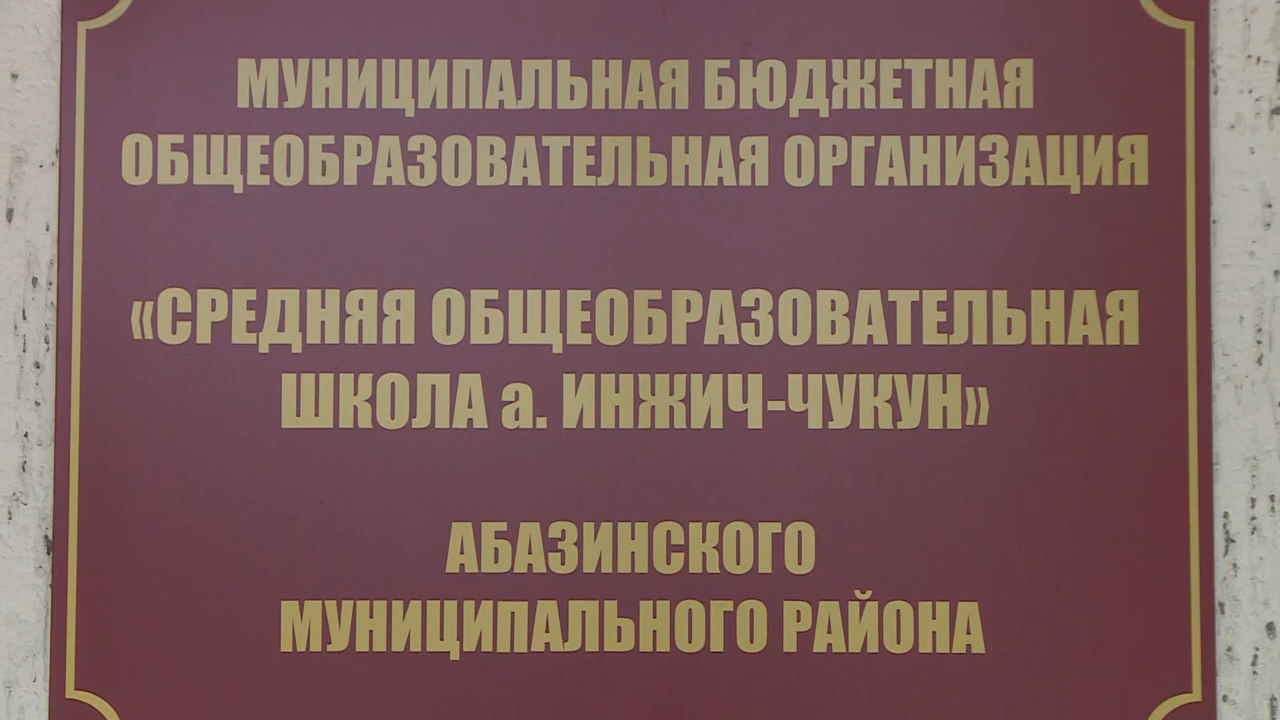 МУНИЦИПАЛЬНАЯ БЮДЖЕТНАЯ
ОБЩЕОБРАЗОВАТЕЛЬНАЯ ОРГАНИЗАЦИЯ
«СРЕДНЯЯ ОБЩЕОБРАЗОВАТЕЛЬНАЯ
ШКОЛА а. ИНЖИЧ-ЧУКУН»
АБАЗИНСКОГО
МУНИЦИПАЛЬНОГО РАЙОНА